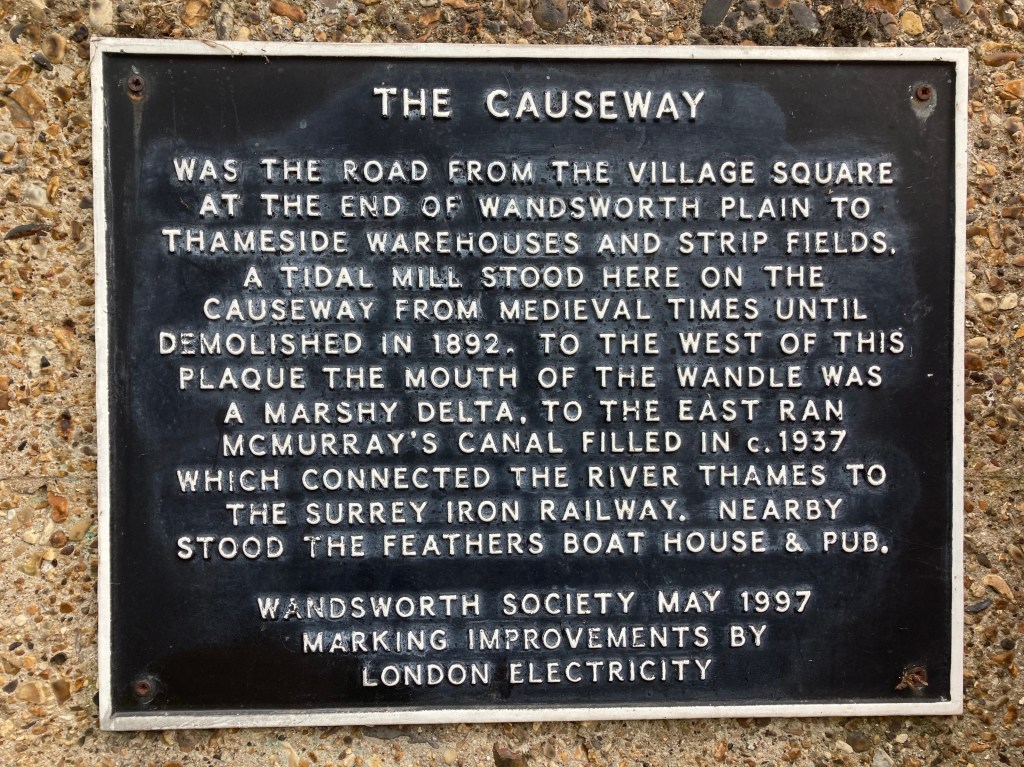 THE CAUSEWAY
WAS THE ROAD FROM THE VILLAGE SQUARE
AT THE END OF WANDSWORTH PLAIN TO
THAMESIDE WAREHOUSES AND STRIP FIELDS.
A TIDAL MILL STOOD HERE ON THE
CAUSEWAY FROM MEDIEVAL TIMES UNTIL
DEMOLISHED IN 1892. TO THE WEST OF THIS
PLAQUE THE MOUTH OF THE WANDLE WAS
A MARSHY DELTA. TO THE EAST RAN
MCMURRAY'S CANAL FILLED IN c.1937
WHICH CONNECTED THE RIVER THAMES TO
THE SURREY IRON RAILWAY. NEARBY
STOOD THE FEATHERS BOAT HOUSE & PUB.
WANDSWORTH SOCIETY MAY 1997
MARKING IMPROVEMENTS BY
LONDON ELECTRICITY